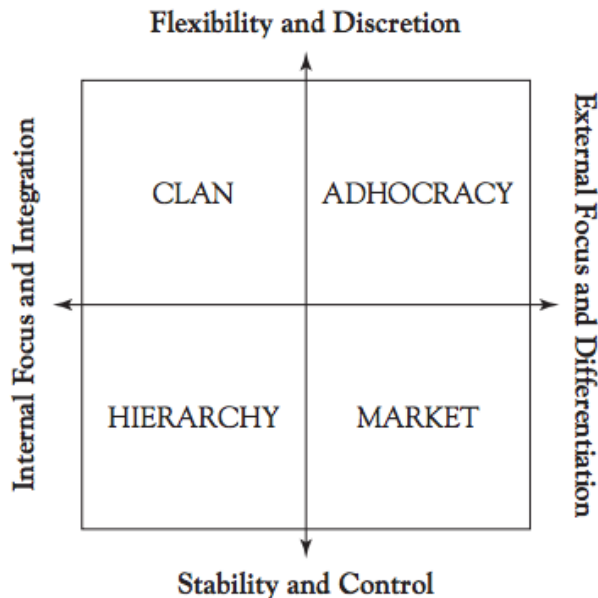 Flexibility and Discretion
Internal Focus and Integration
External Focus and Differentiation
CLAN
ADHOCRACY
HIERARCHY
MARKET
Stability and Control